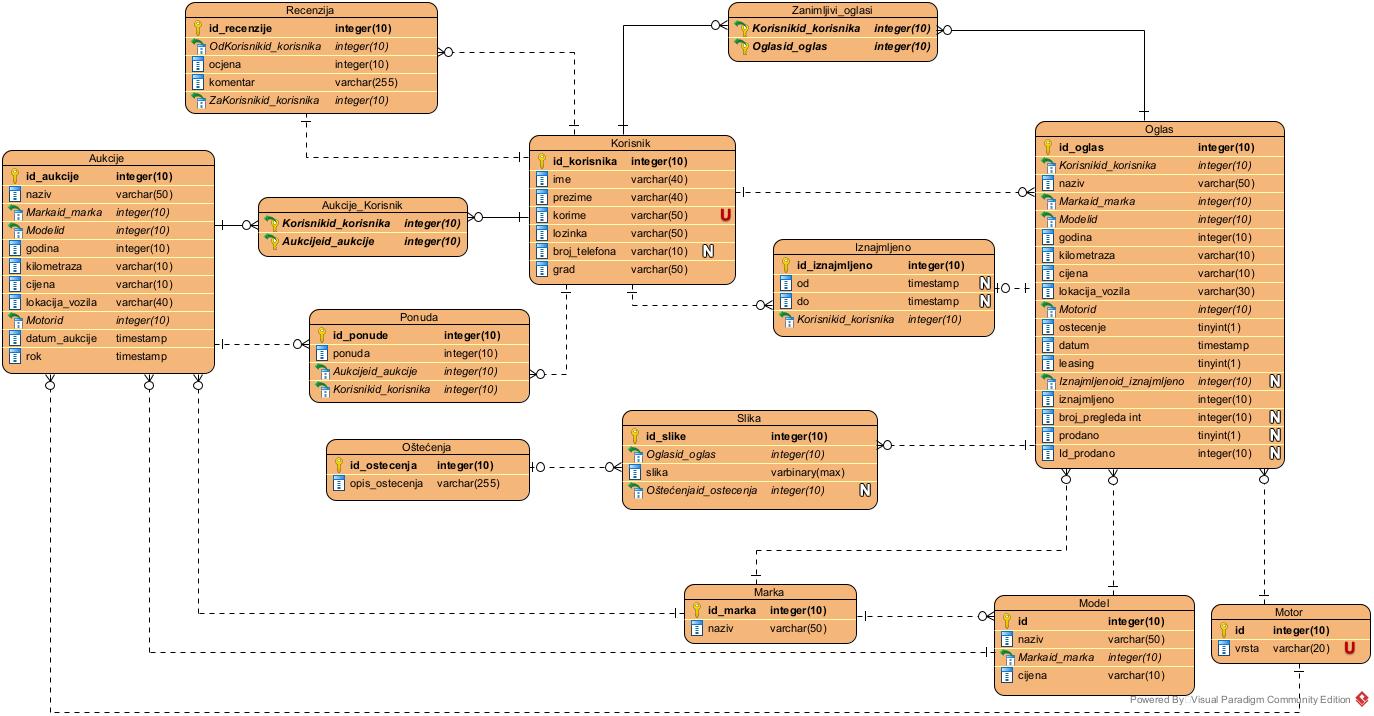 Recenzija
id_recenzije integer(10)
OdKorisnikid_korisnika integer(10)
ocjena integer(10)
komentar varchar(255)
ZaKorisnikid_korisnika integer(10)
Zanimljivi_oglasi
Korisnikid_korisnika integer(10)
Oglasid_oglas integer(10)
Aukcije
id_aukcije integer(10)
naziv varchar(50)
Markaid_marka integer(10)
Modelid integer(10)
godina integer(10)
kilometraza varchar(10)
cijena varchar(10)
lokacija_vozila varchar(40)
Motorid integer(10)
datum_aukcije timestamp
rok timestamp
Aukcije_Korisnik
Korisnikid_korisnika integer(10)
Aukcijeid_aukcije integer(10)
Korisnik
id_korisnika integer(10)
ime varchar(40)
prezime varchar(40)
korime varchar(50) U
lozinka varchar(50)
broj_telefona varchar(10) N
grad varchar(50)
Oglas
id_oglas integer(10)
Korisnikid_korisnika integer(10)
naziv varchar(50)
Markaid_marka integer(10)
Modelid integer(10)
godina integer(10)
kilometraza varchar(10)
cijena varchar(10)
lokacija_vozila varchar(30)
Motorid integer(10)
ostecenje tinyint(1)
datum timestamp
leasing tinyint(1)
Iznajmljenoid_iznajmljeno integer(10) N
iznajmljeno integer(10)
broj_pregleda int integer(10) N
prodano tinyint(1) N
Id_prodano integer(10) N
Iznajmljeno
id_iznajmljeno integer(10)
od timestamp N
do timestamp N
Korisnikid_korisnika integer(10)
Ponuda
id_ponude integer(10)
ponuda integer(10)
Aukcijeid_aukcije integer(10)
Korisnikid_korisnika integer(10)
Oštećenja
id_ostecenja integer(10)
opis_ostecenja varchar(255)
Slika
id_slike integer(10)
Oglasid_oglas integer(10)
slika varbinary(max)
Oštećenjaid_ostecenja integer(10) N
Marka
id_marka integer(10)
naziv varchar(50)
Model
id integer(10)
naziv varchar(50)
Markaid_marka integer(10)
cijena varchar(10)
Motor
id integer(10)
vrsta varchar(20) U
Powered By Visual Paradigm Community Edition